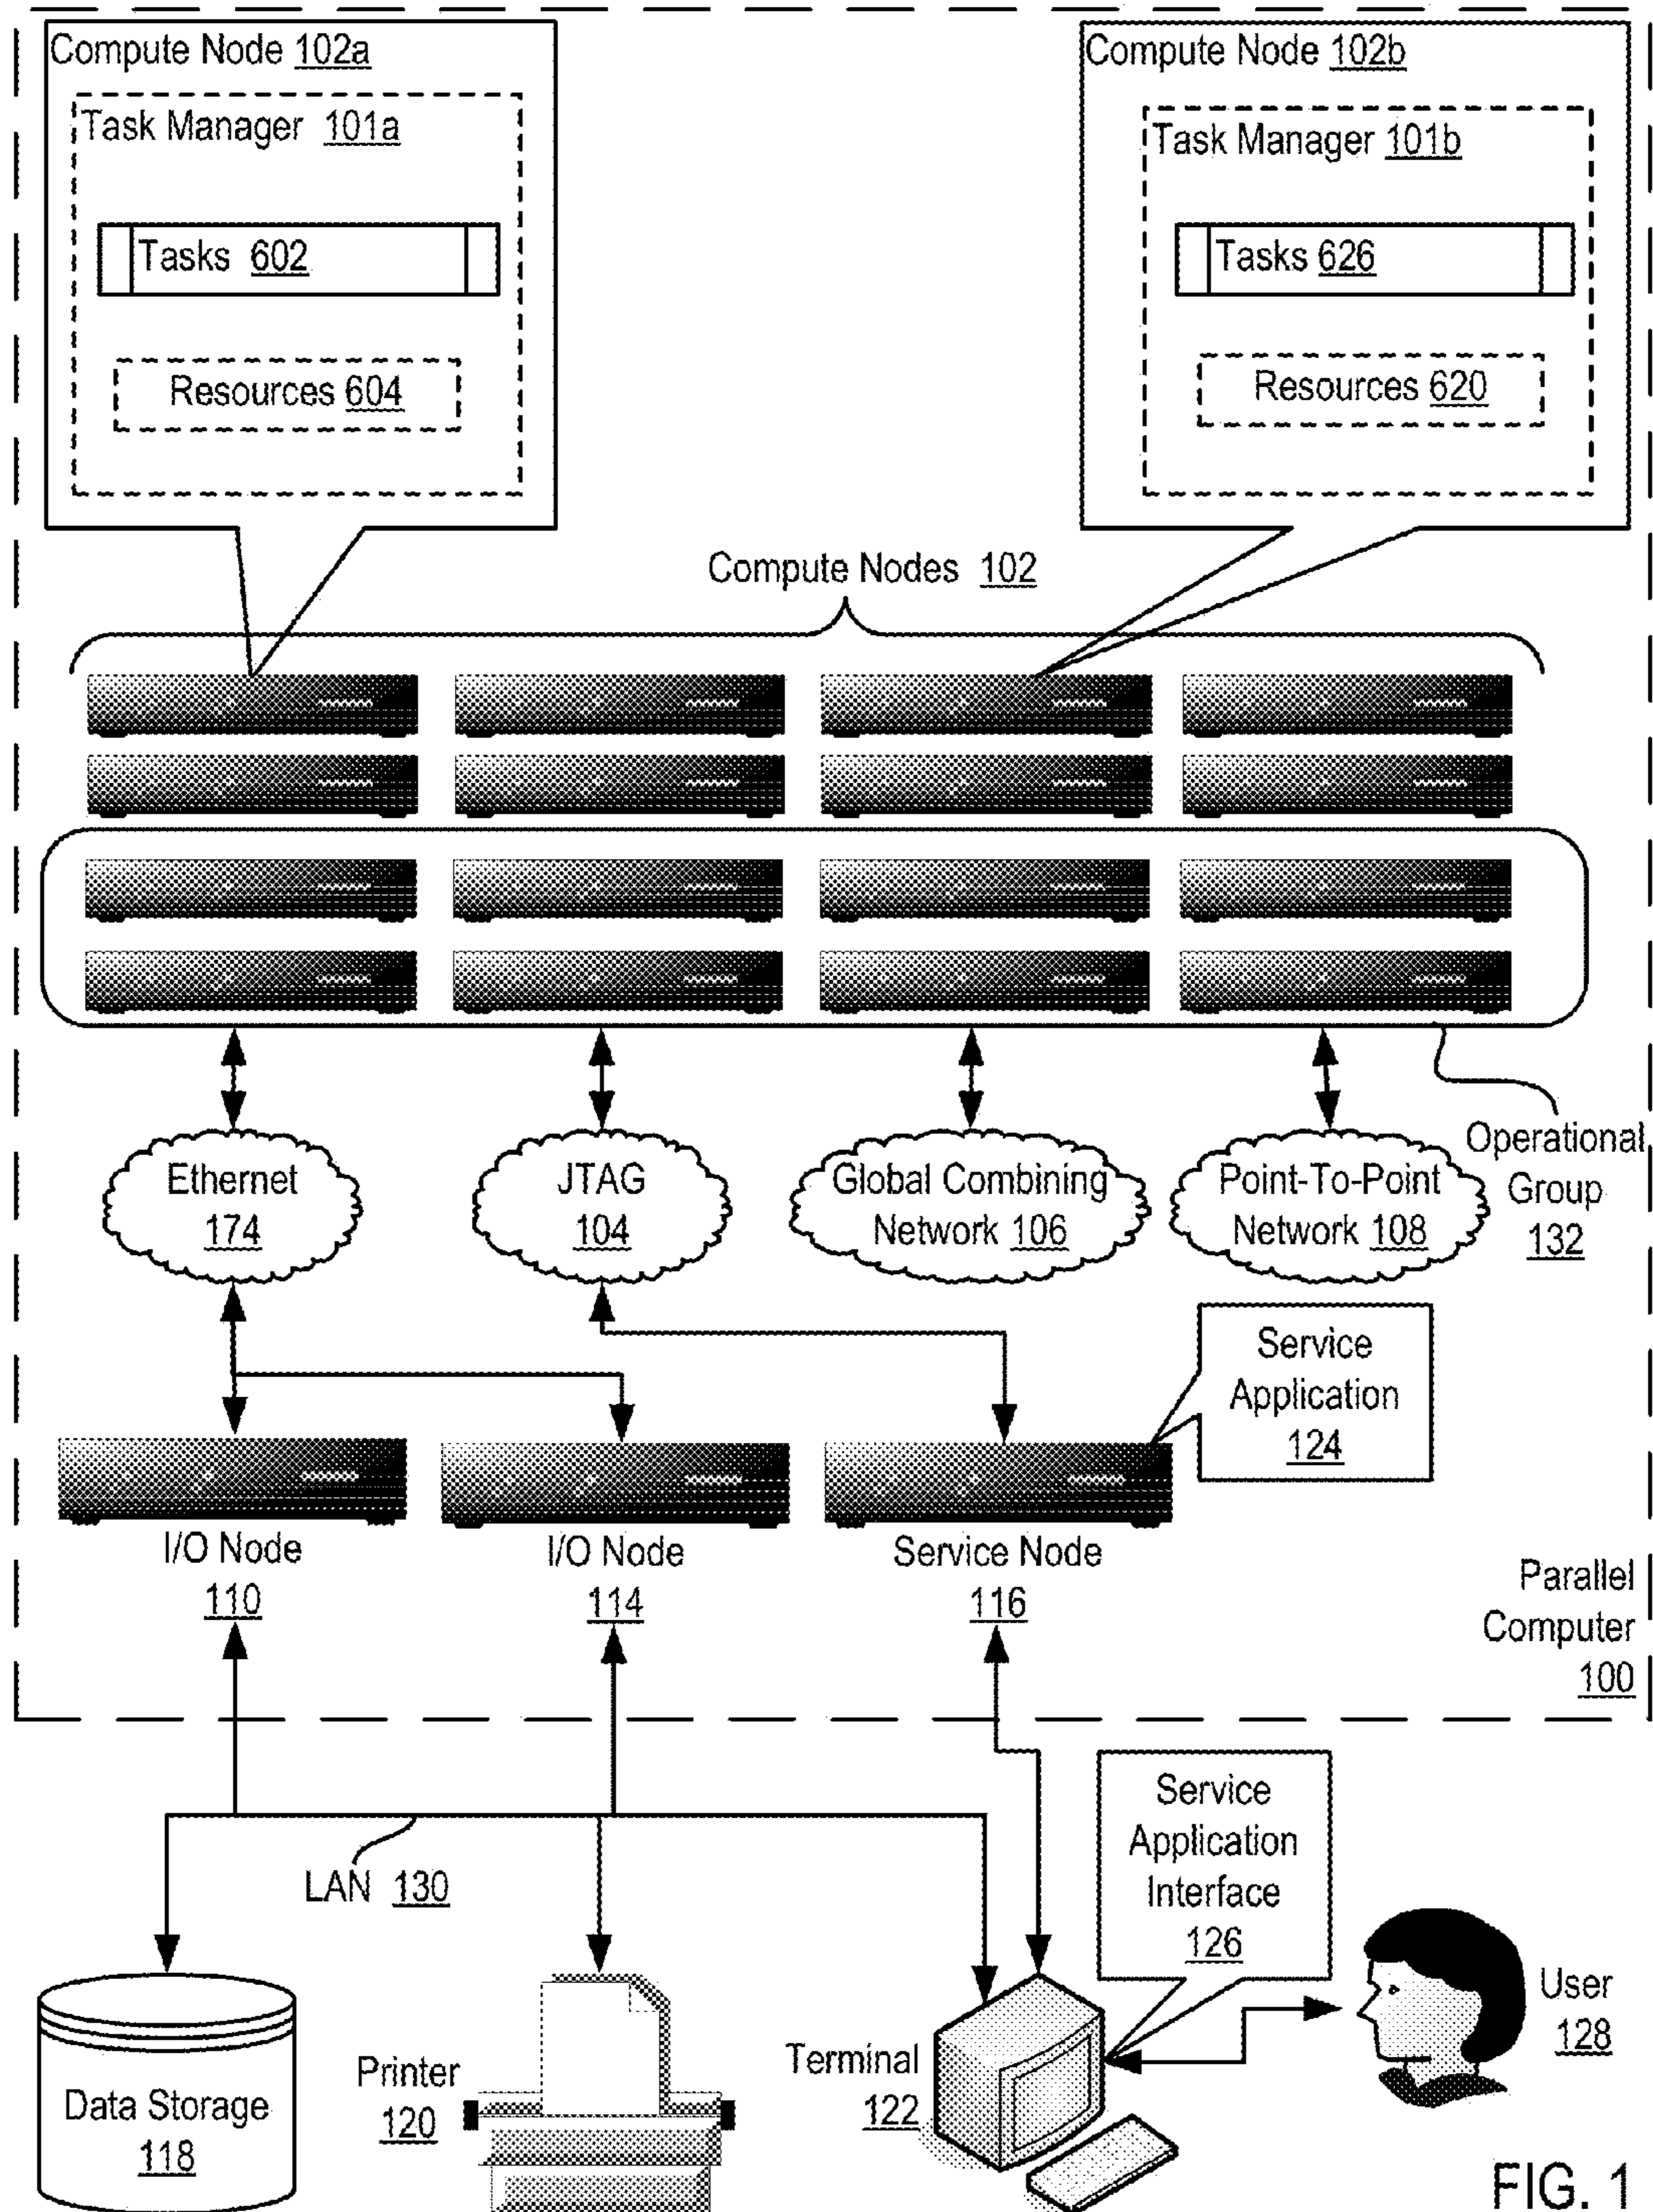 Compute Node 102a
Task Manager 101a
Tasks 602
Resources 604
Compute Node 102b
Task Manager 101b
Tasks 626
Resources 620
Compute Nodes 102
Ethernet
174
JTAG
104
Global Combining
Network 106
Point-To-Point
Network 108
Operational
Group
132
Service
Application
124
I/O Node
110
I/O Node
114
Service Node
116
Parallel
Computer
100
LAN 130
Service
Application
Interface
126
Data Storage
118
Printer
120
Terminal
122
User
128
FIG. 1